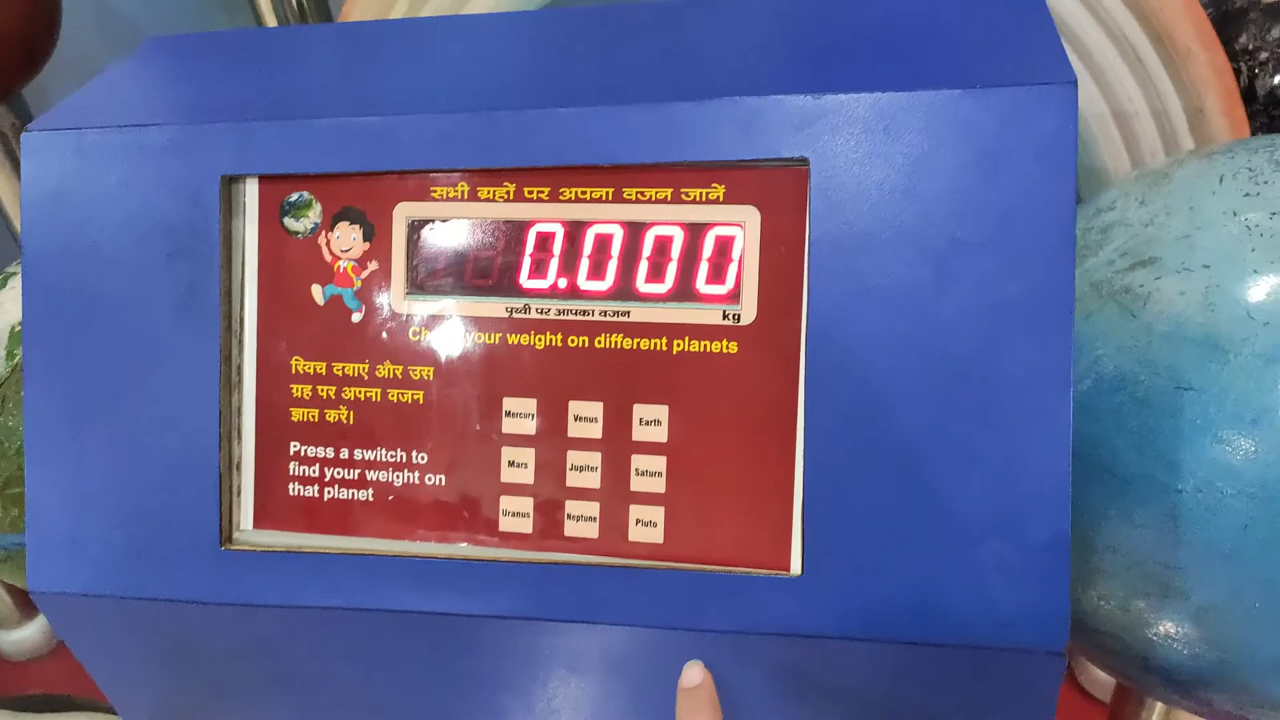 सभी ग्रहों पर अपना वजन जानें
0.000
पृथ्वी पर आपका वजन
kg
your weight on different planets
स्विच दबाएं और उस
ग्रह पर अपना वजन
ज्ञात करें।
Press a switch to
find your weight on
that planet
Mercury Venus Earth
Mars Jupiter Saturn
Uranus Neptune Pluto